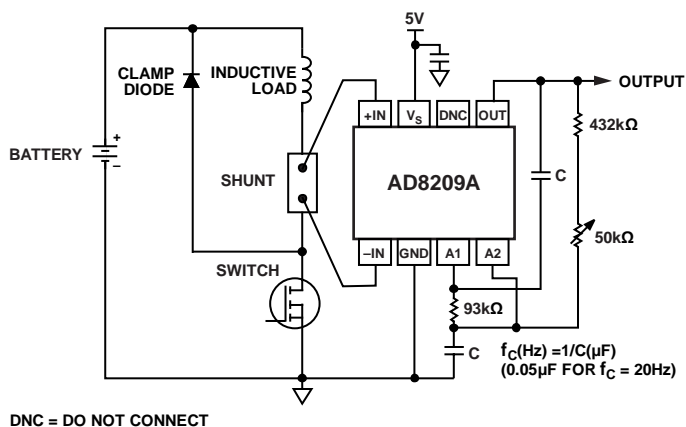 5V
CLAMP
DIODE
INDUCTIVE
LOAD
OUTPUT
+IN
VS
DNC
OUT
432kΩ
BATTERY
+
–
SHUNT
AD8209A
C
50kΩ
–IN
GND
A1
A2
SWITCH
93kΩ
C
fC(Hz) =1/C(µF)
(0.05µF FOR fC = 20Hz)
DNC = DO NOT CONNECT